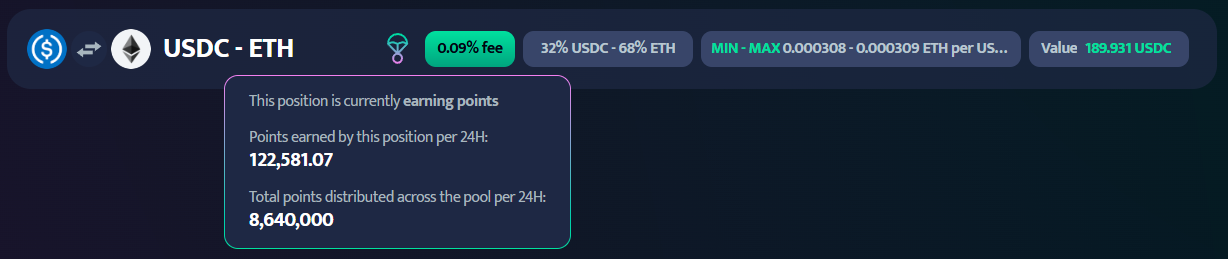 USDC - ETH
0.09% fee
32% USDC - 68% ETH
MIN - MAX 0.000308 - 0.000309 ETH per US...
Value 189.931 USDC
This position is currently earning points
Points earned by this position per 24H:
122,581.07
Total points distributed across the pool per 24H:
8,640,000